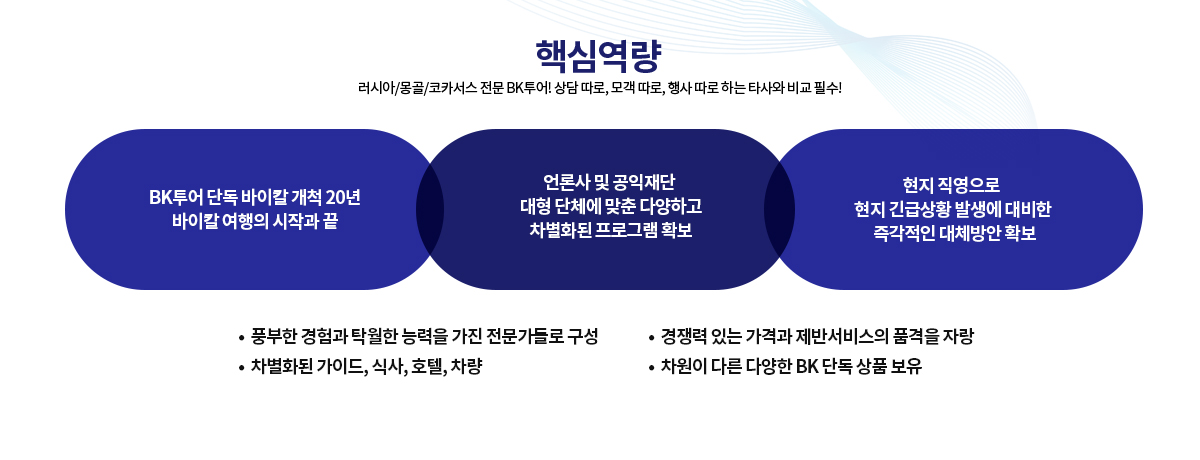 핵심역량
러시아/몽골/코카서스 전문 BK투어! 상담 따로, 모객 따로, 행사 따로 하는 타사와 비교 필수!
BK투어 단독 바이칼 개척 20년
바이칼 여행의 시작과 끝
언론사 및 공익재단
대형 단체에 맞춘 다양하고
차별화된 프로그램 확보
현지 직영으로
현지 긴급상황 발생에 대비한
즉각적인 대체방안 확보
• 풍부한 경험과 탁월한 능력을 가진 전문가들로 구성
• 차별화된 가이드, 식사, 호텔, 차량
• 경쟁력 있는 가격과 제반서비스의 품격을 자랑
• 차원이 다른 다양한 BK 단독 상품 보유